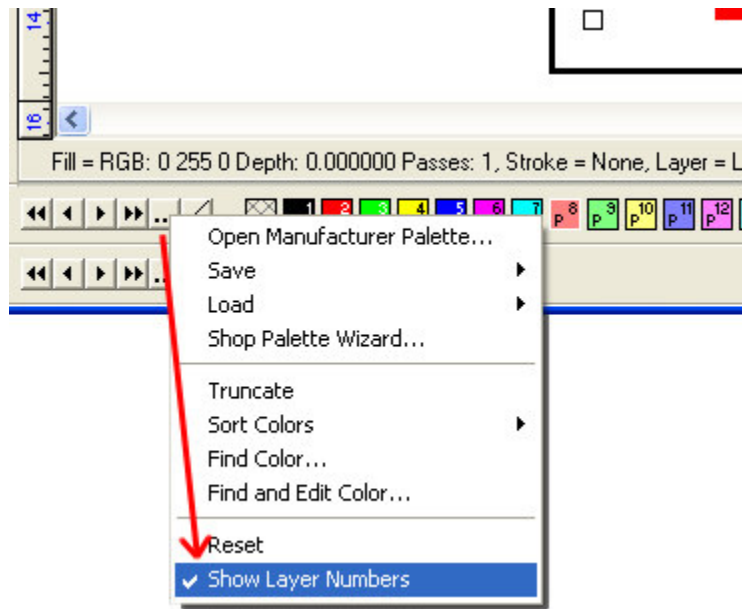 14
16
Fill = RGB: 0 255 0 Depth: 0.000000 Passes: 1, Stroke = None, Layer = L
... 1 2 3 4 5 6 7 P 8 P 9 P 10 P 11 P 12
Open Manufacturer Palette...
Save
Load
Shop Palette Wizard...
Truncate
Sort Colors
Find Color...
Find and Edit Color...
Reset
Show Layer Numbers